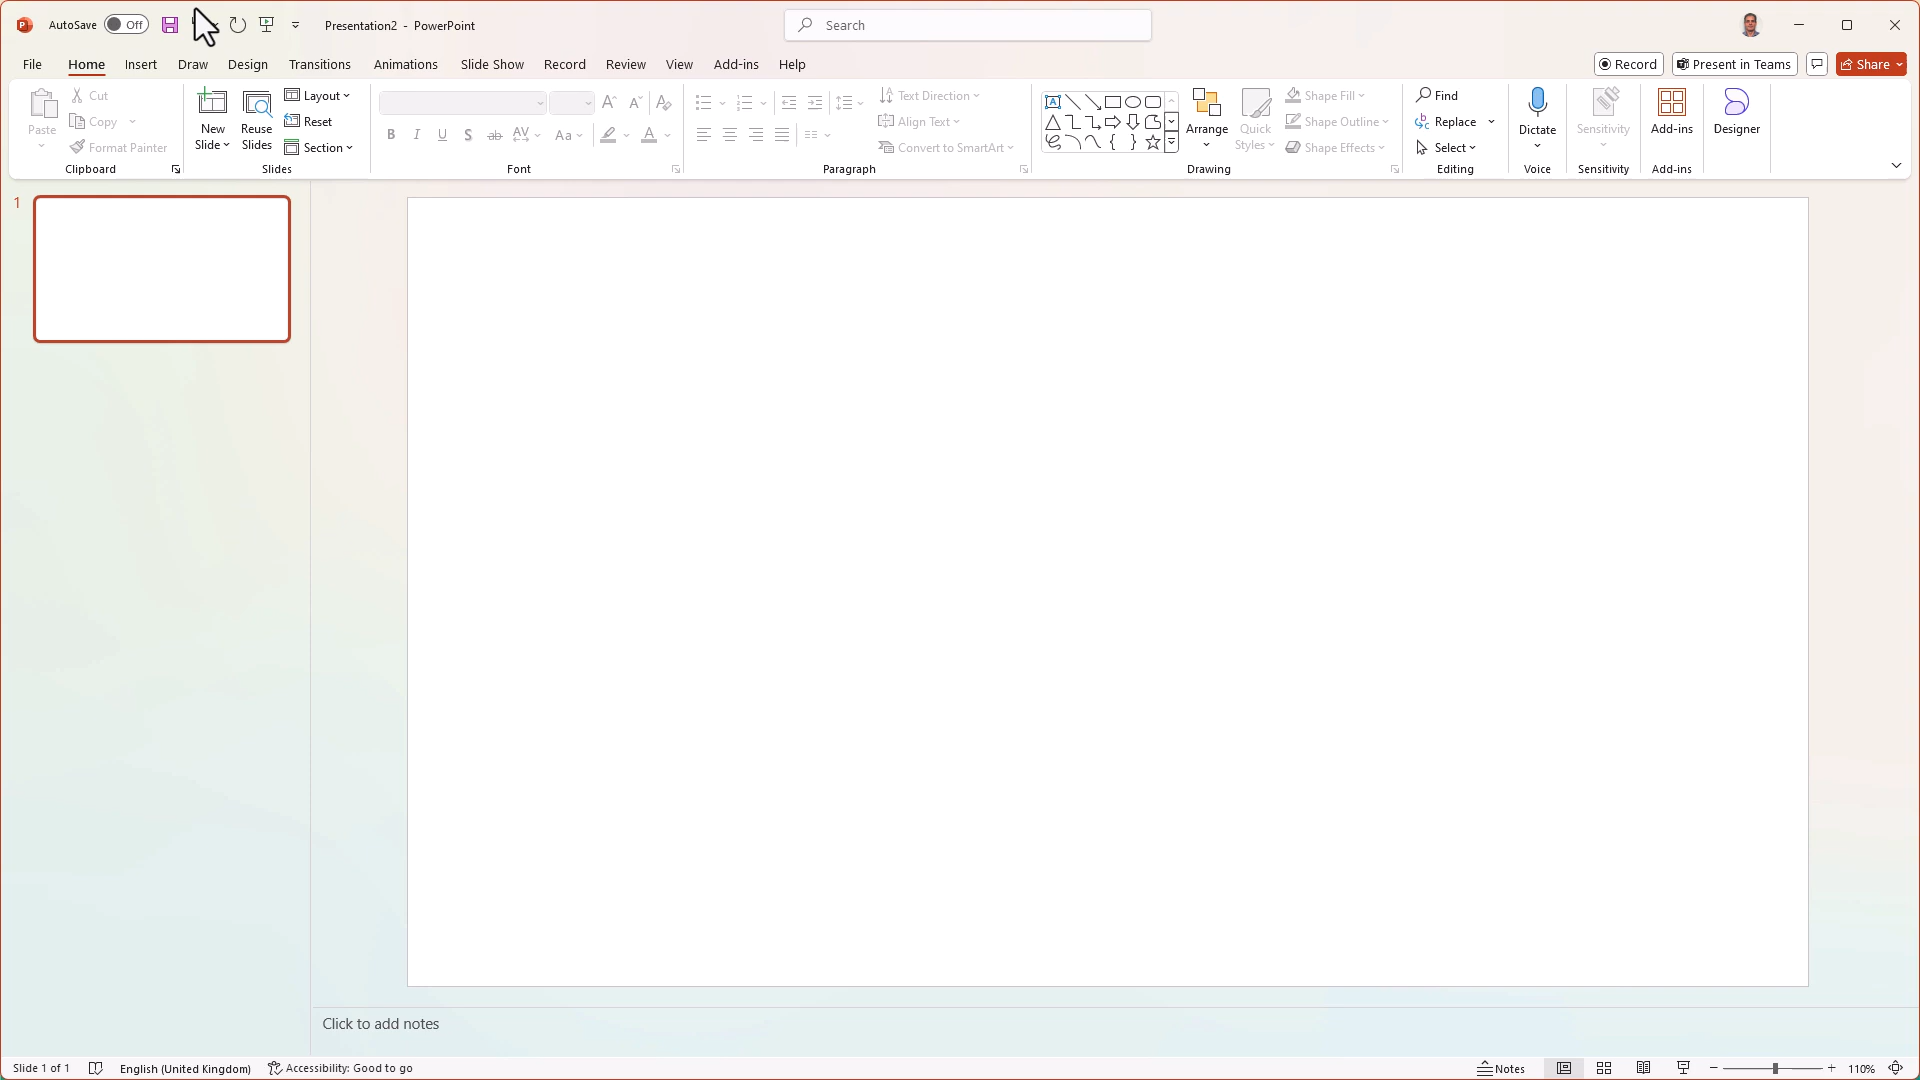 AutoSave Off Presentation2 - PowerPoint Search
File Home Insert Draw Design Transitions Animations Slide Show Record Review View Add-ins Help Record Present in Teams Share
Paste
Cut
Copy
Format Painter
Clipboard
New
Slide
Reuse
Slides
Layout
Reset
Section
Slides
Font
Text Direction
Align Text
Convert to SmartArt
Paragraph
Arrange
Quick
Styles
Shape Fill
Shape Outline
Shape Effects
Drawing
Find
Replace
Select
Editing
Dictate
Voice
Sensitivity
Sensitivity
Add-ins
Add-ins
Designer
1
Click to add notes
Slide 1 of 1 English (United Kingdom) Accessibility: Good to go Notes 110%